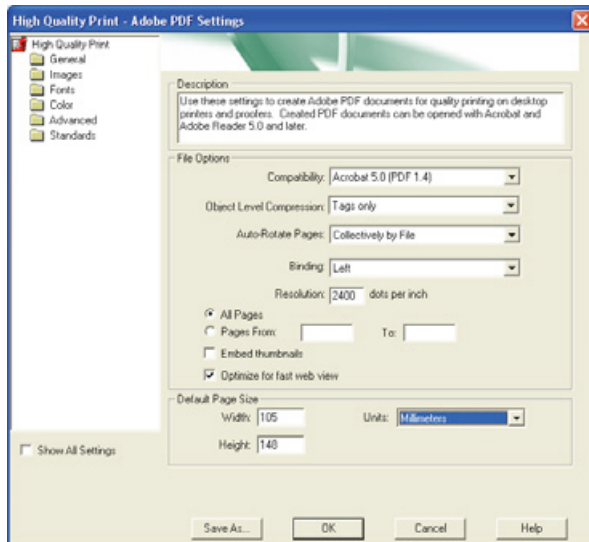 High Quality Print - Adobe PDF Settings
High Quality Print
General
Images
Fonts
Color
Advanced
Standards
Show All Settings
Description
Use these settings to create Adobe PDF documents for quality printing on desktop
printers and proofers. Created PDF documents can be opened with Acrobat and
Adobe Reader 5.0 and later.
File Options
Compatibility: Acrobat 5.0 (PDF 1.4)
Object Level Compression: Tags only
Auto-Rotate Pages: Collectively by File
Binding: Left
Resolution: 2400 dots per inch
All Pages
Pages From: To:
Embed thumbnails
Optimize for fast web view
Default Page Size
Width: 105 Units: Millimeters
Height: 148
Save As... OK Cancel Help